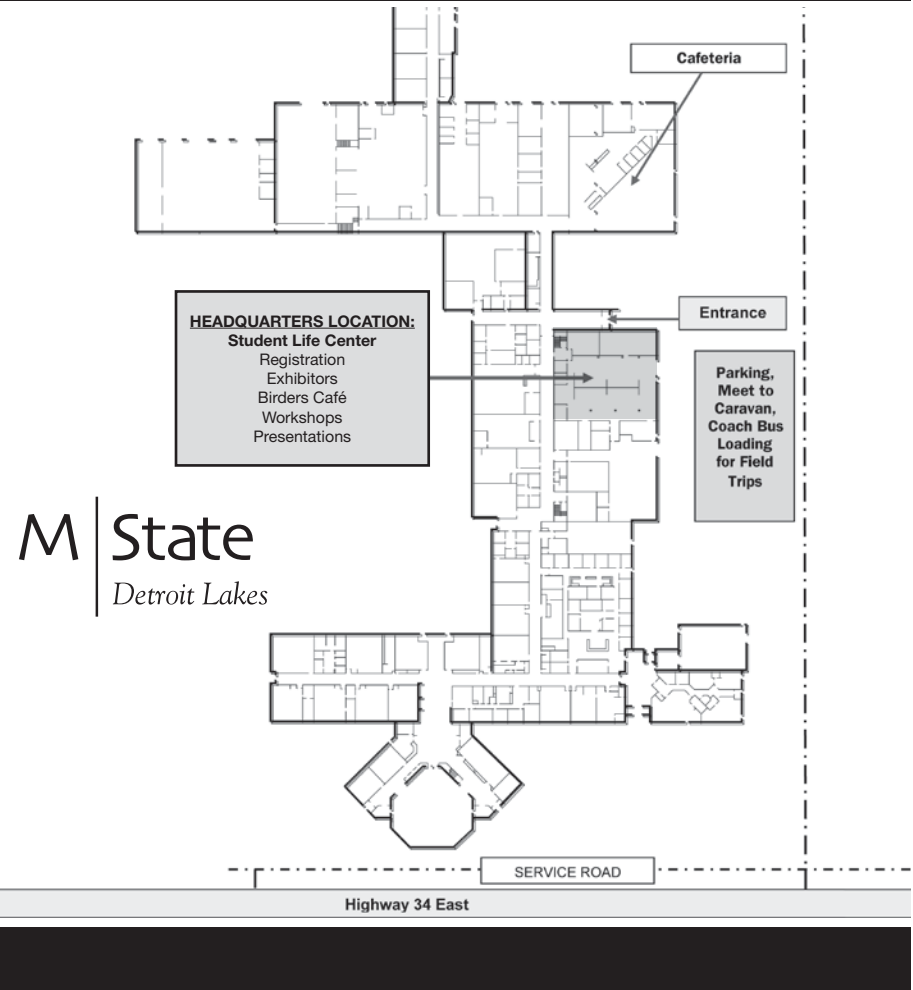 Cafeteria
Entrance
HEADQUARTERS LOCATION:
Student Life Center
Registration
Exhibitors
Birders Café
Workshops
Presentations
Parking,
Meet to
Caravan,
Coach Bus
Loading
for Field
Trips
M State
Detroit Lakes
SERVICE ROAD
Highway 34 East